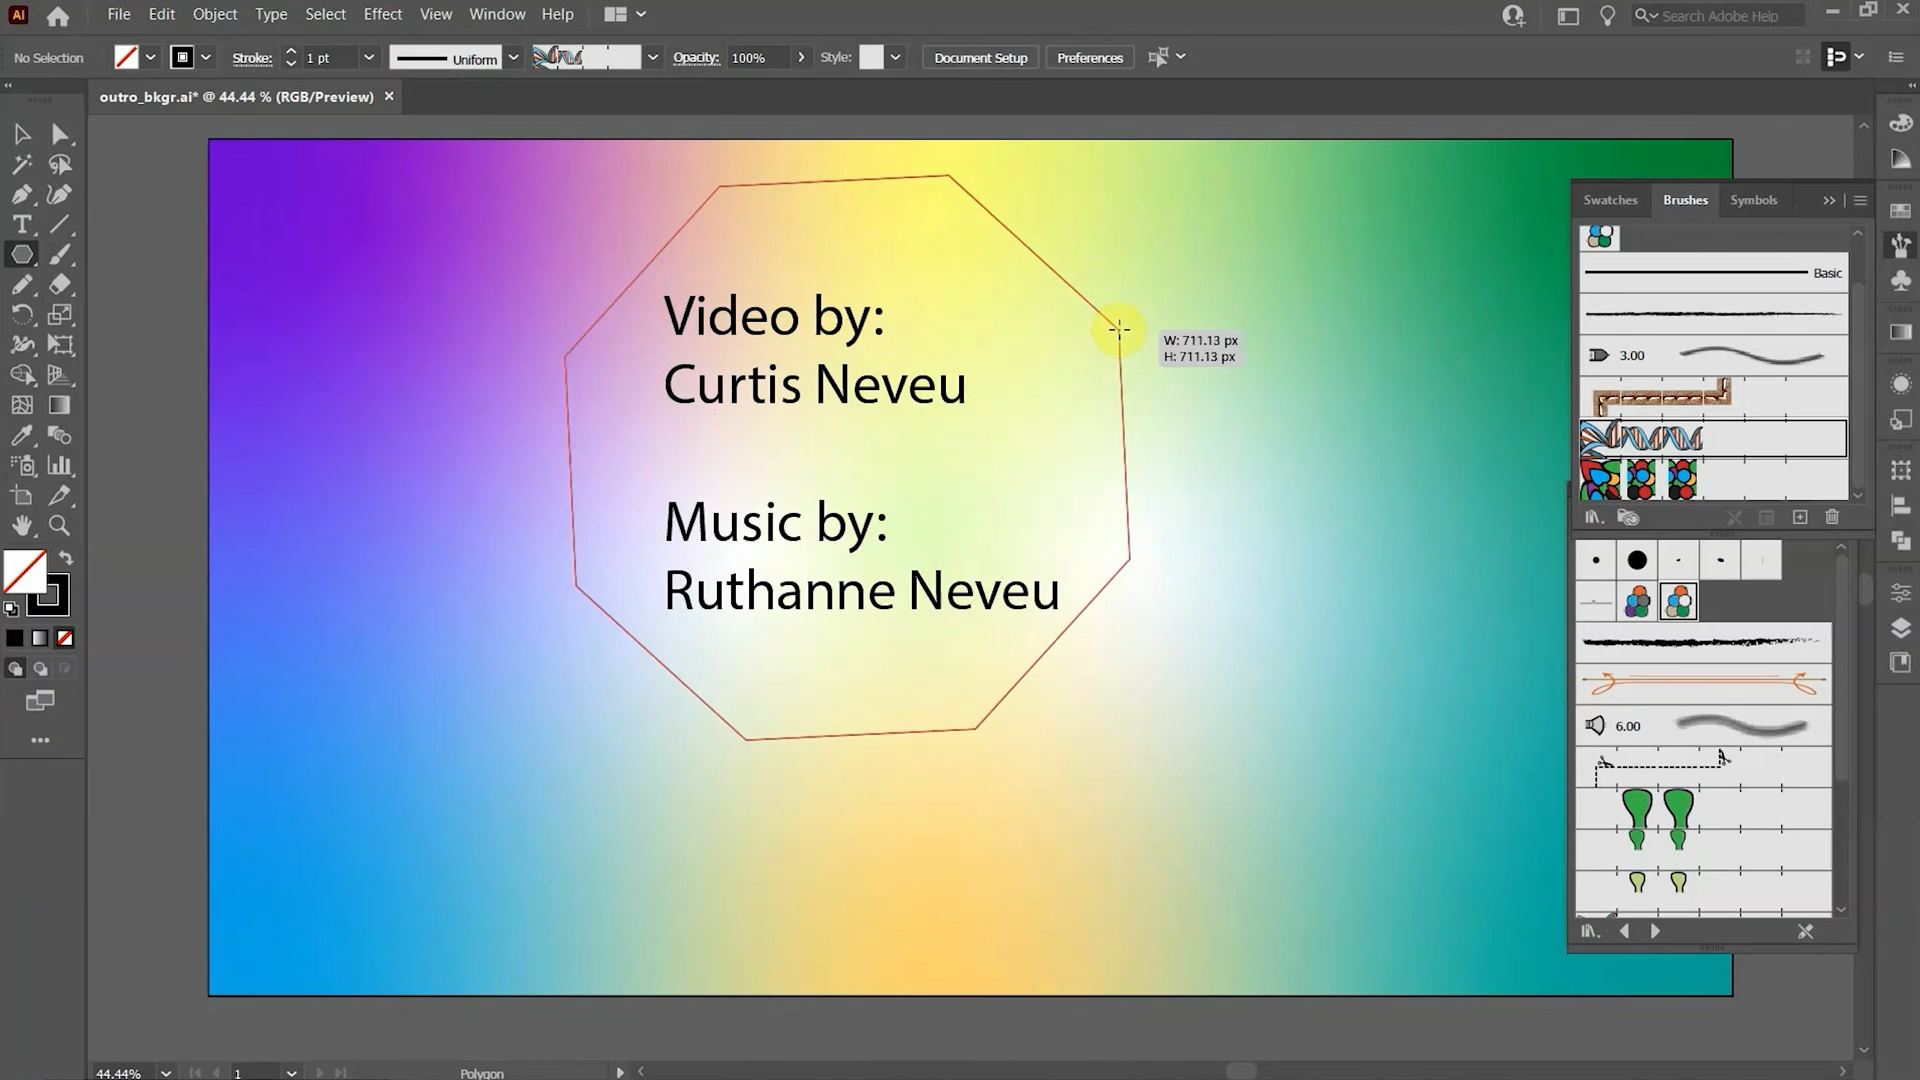 Ai File Edit Object Type Select Effect View Window Help Search Adobe Help
No Selection Stroke: 1 pt Uniform Opacity: 100% Style: Document Setup Preferences
outro_bkgr.ai* @ 44.44 % (RGB/Preview) ×
Swatches Brushes Symbols
Basic
3.00
Video by:
Curtis Neveu
W: 711.13 px
H: 711.13 px
Music by:
Ruthanne Neveu
6.00
44.44% 1 Polygon